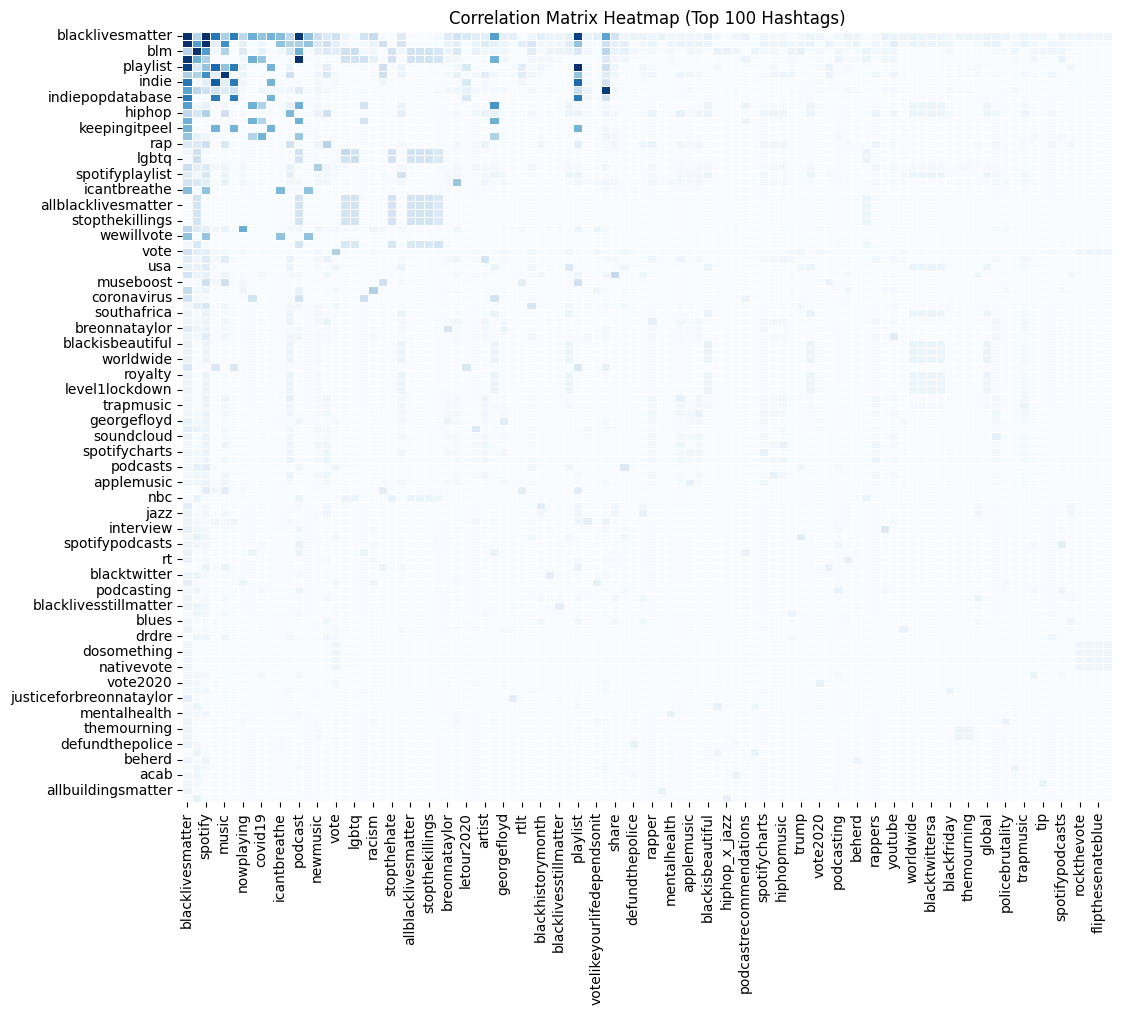 Correlation Matrix Heatmap (Top 100 Hashtags)
blacklivesmatter
blm
playlist
indie
indiepopdatabase
hiphop
keepingitpeel
rap
lgbtq
spotifyplaylist
icantbreathe
allblacklivesmatter
stopthekillings
wewillvote
vote
usa
museboost
coronavirus
southafrica
breonnataylor
blackisbeautiful
worldwide
royalty
level1lockdown
trapmusic
georgefloyd
soundcloud
spotifycharts
podcasts
applemusic
nbc
jazz
interview
spotifypodcasts
rt
blacktwitter
podcasting
blacklivesstillmatter
blues
drdre
dosomething
nativevote
vote2020
justiceforbreonnataylor
mentalhealth
themourning
defundthepolice
beherd
acab
allbuildingsmatter
blacklivesmatter
spotify
music
nowplaying
covid19
icantbreathe
podcast
newmusic
vote
lgbtq
racism
stopthehate
allblacklivesmatter
stopthekillings
breonnataylor
letour2020
artist
georgefloyd
rtlt
blackhistorymonth
blacklivesstillmatter
playlist
votelikeyourlifedependsonit
share
defundthepolice
rapper
mentalhealth
applemusic
blackisbeautiful
hiphop_x_jazz
podcastrecommendations
spotifycharts
hiphopmusic
trump
vote2020
podcasting
beherd
rappers
youtube
worldwide
blacktwittersa
blackfriday
themourning
global
policebrutality
trapmusic
tip
spotifypodcasts
rockthevote
flipthesenateblue